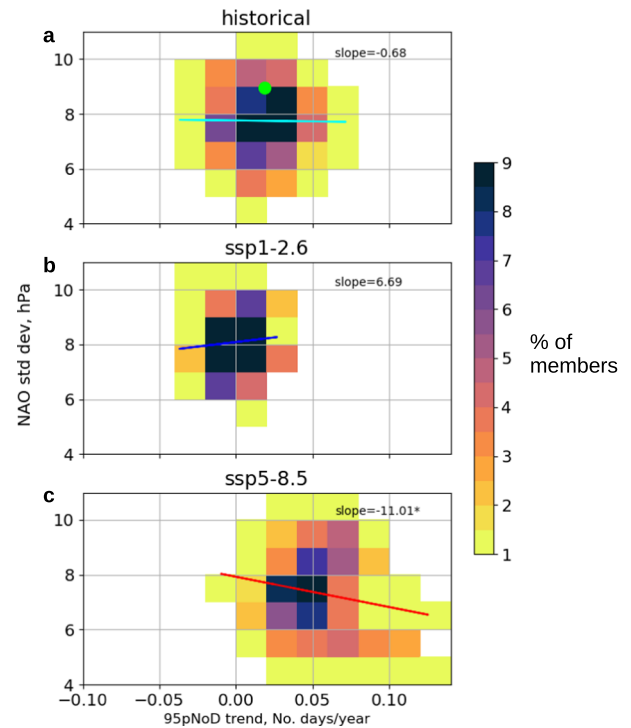 historical
a
10
8
6
4
slope=-0.68
ssp1-2.6
b
10
8
6
4
slope=6.69
NAO std dev, hPa
ssp5-8.5
c
10
8
6
4
slope=-11.01*
−0.10 −0.05 0.00 0.05 0.10
95pNoD trend, No. days/year
9
8
7
6
5
4
3
2
1
% of
members